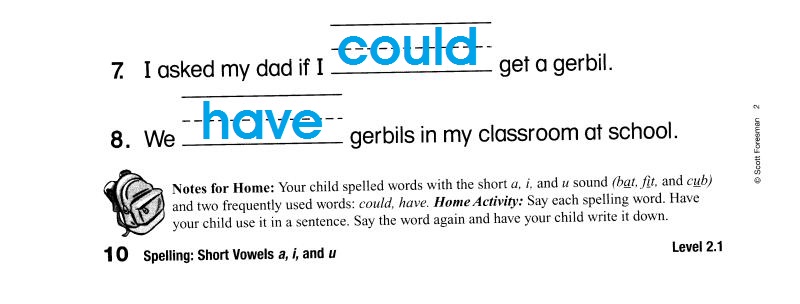 7. I asked my dad if I could get a gerbil.
8. We have gerbils in my classroom at school.
© Scott Foresman 2
Notes for Home: Your child spelled words with the short a, i, and u sound (bat, fit, and cub)
and two frequently used words: could, have. Home Activity: Say each spelling word. Have
your child use it in a sentence. Say the word again and have your child write it down.
10 Spelling: Short Vowels a, i, and u
Level 2.1